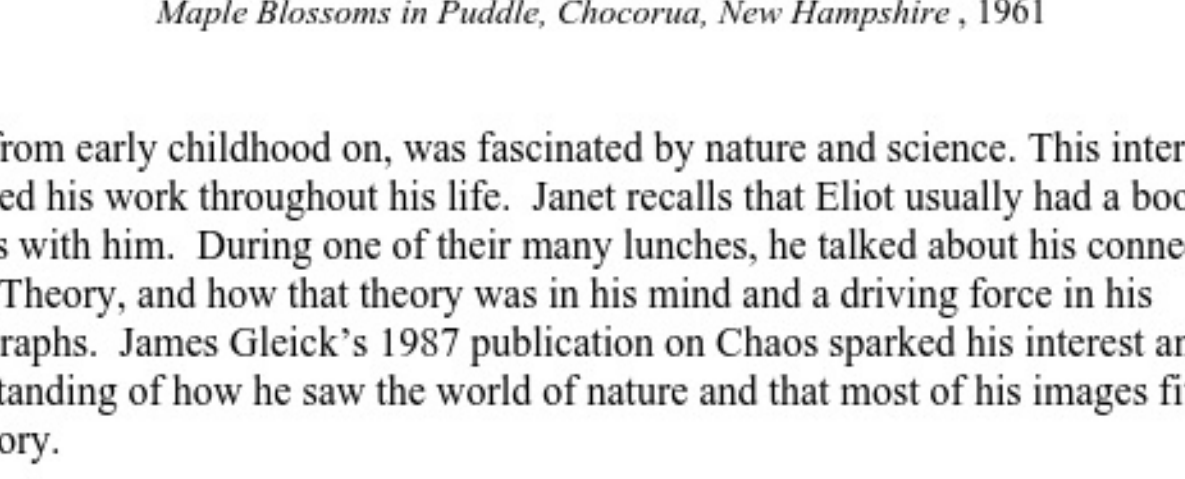 Maple Blossoms in Puddle, Chocorua, New Hampshire , 1961
rom early childhood on, was fascinated by nature and science. This inter
ed his work throughout his life.  Janet recalls that Eliot usually had a boo
s with him.  During one of their many lunches, he talked about his conne
Theory, and how that theory was in his mind and a driving force in his
raphs.  James Gleick’s 1987 publication on Chaos sparked his interest an
tanding of how he saw the world of nature and that most of his images fi
ory.